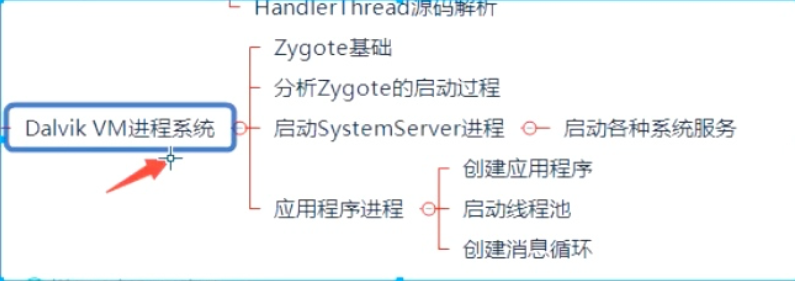 HandlerThread源码解析
Zygote基础
分析Zygote的启动过程
Dalvik VM进程系统
启动SystemServer进程
启动各种系统服务
应用程序进程
创建应用程序
启动线程池
创建消息循环